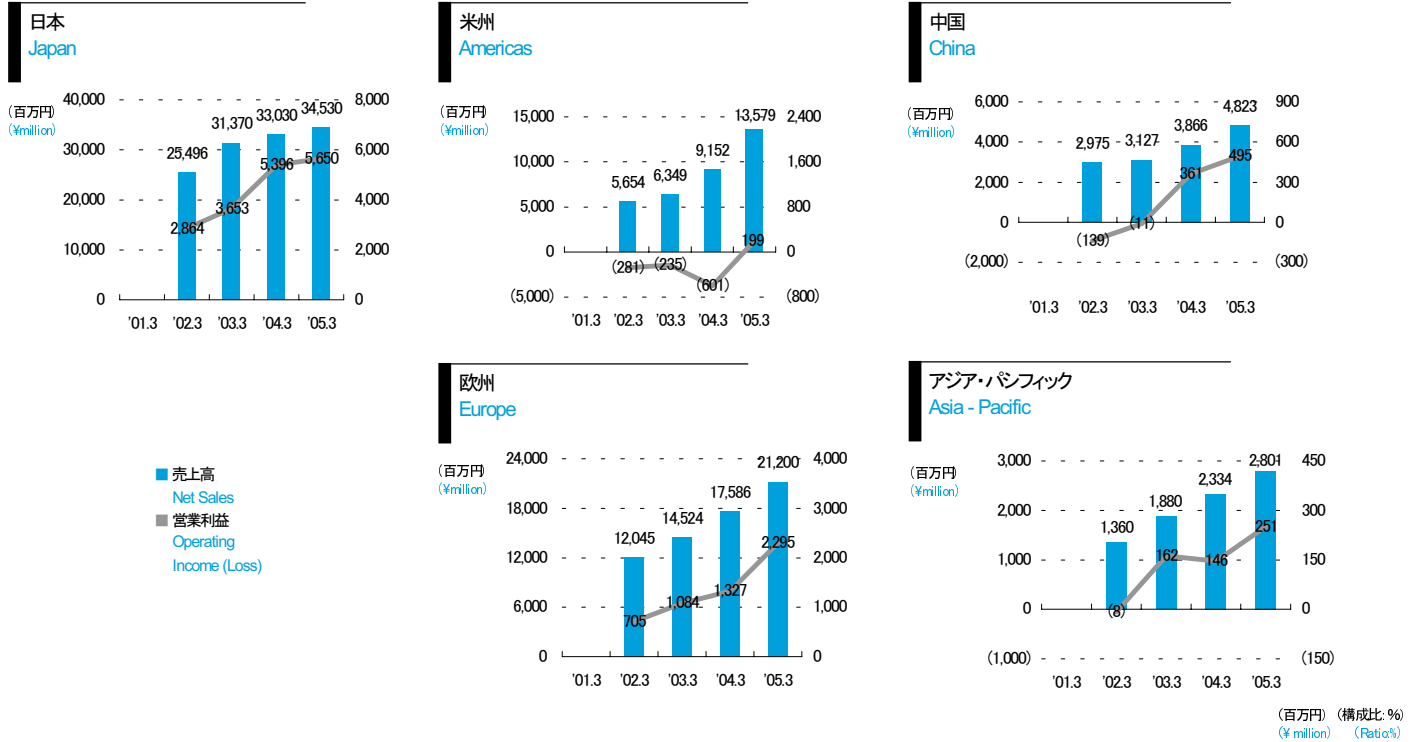 日本
Japan
(百万円)
(¥million)
40,000
30,000
20,000
10,000
0
8,000
6,000
4,000
2,000
0
25,496
31,370
33,030
34,530
2,864
3,653
5,396
5,650
'01.3 '02.3 '03.3 '04.3 '05.3
米州
Americas
(百万円)
(¥million)
15,000
10,000
5,000
0
(5,000)
2,400
1,600
800
0
(800)
5,654
6,349
9,152
13,579
(281)
(235)
(601)
199
'01.3 '02.3 '03.3 '04.3 '05.3
中国
China
(百万円)
(¥million)
6,000
4,000
2,000
0
(2,000)
900
600
300
0
(300)
2,975
3,127
3,866
4,823
(139)
(11)
361
495
'01.3 '02.3 '03.3 '04.3 '05.3
売上高
Net Sales
営業利益
Operating
Income (Loss)
欧州
Europe
(百万円)
(¥million)
24,000
18,000
12,000
6,000
0
4,000
3,000
2,000
1,000
0
12,045
14,524
17,586
21,200
705
1,084
1,327
2,295
'01.3 '02.3 '03.3 '04.3 '05.3
アジア・パシフィック
Asia - Pacific
(百万円)
(¥million)
3,000
2,000
1,000
0
(1,000)
450
300
150
0
(150)
1,360
1,880
2,334
2,801
(8)
162
146
251
'01.3 '02.3 '03.3 '04.3 '05.3
(百万円) (構成比: %)
(¥ million) (Ratio:%)